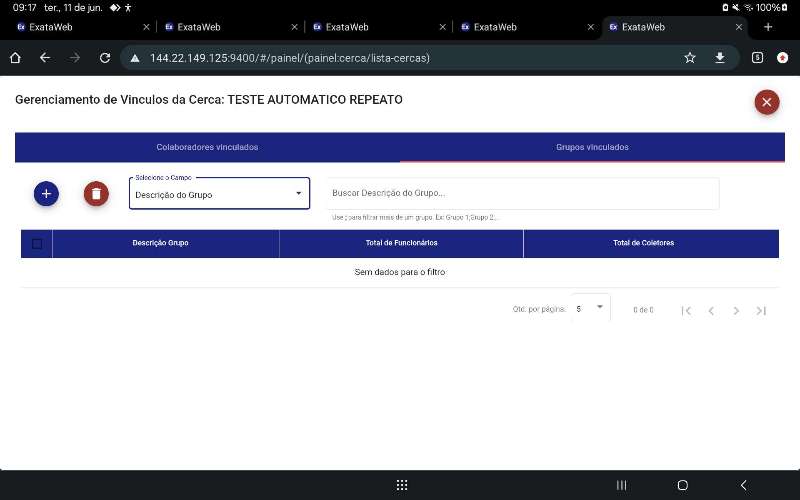 09:17 ter., 11 de jun. 100%
ExataWeb ExataWeb ExataWeb ExataWeb ExataWeb
144.22.149.125:9400/#/painel/(painel:cerca/lista-cercas) 5
Gerenciamento de Vinculos da Cerca: TESTE AUTOMATICO REPEATO
Colaboradores vinculados Grupos vinculados
Selecione o Campo
Descrição do Grupo Buscar Descrição do Grupo...
Use ; para filtrar mais de um grupo. Ex: Grupo 1;Grupo 2...
Descrição Grupo Total de Funcionários Total de Coletores
Sem dados para o filtro
Qtd. por página: 5 0 de 0